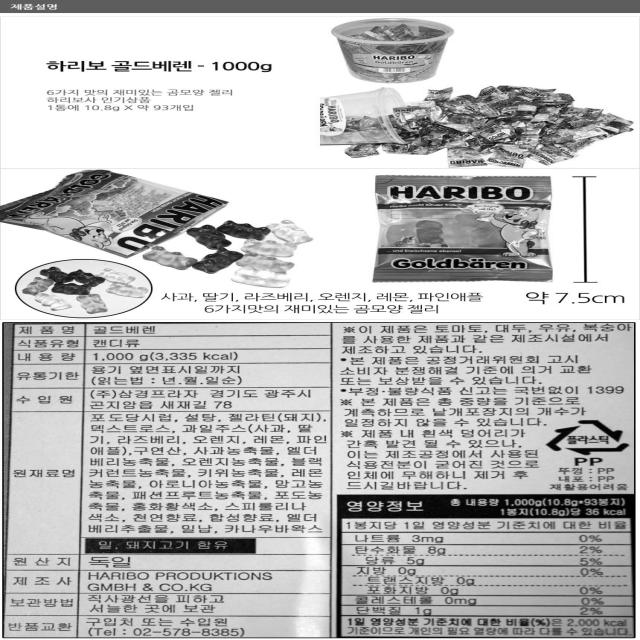 제품설명
하리보 골드베렌 - 1000g
6가지 맛의 재미있는 곰모양 젤리
하리보사 인기상품
1통에 10.8g X 약 93개입
HARIBO
Goldbären
HARIBO
HARIBO
Goldbären
약 7.5cm
사과, 딸기, 라즈베리, 오렌지, 레몬, 파인애플
6가지맛의 재미있는 곰모양 젤리
제 품 명 골드베렌
식품유형 캔디류
내 용 량 1,000 g(3,335 kcal)
유통기한 용기 옆면표시일까지
(읽는법 : 년.월.일순)
수 입 원 (주)삼경프라자 경기도 광주시
곤지암읍 새재길 78
원재료명 포도당시럽, 설탕, 젤라틴(돼지),
덱스트로스, 과일주스(사과, 딸
기, 라즈베리, 오렌지, 레몬, 파인
애플),구연산, 사과농축물, 엘더
베리농축물, 오렌지농축물, 블랙
커런트농축물, 키위농축물, 레몬
농축물, 아로니아농축물, 망고농
축물, 패션프루트농축물, 포도농
축물, 홍화황색소, 스피룰리나
색소, 천연향료, 합성향료, 엘더
베리추출물, 밀납, 카나우바왁스
밀, 돼지고기 함유
원 산 지 독일
제 조 사 HARIBO PRODUKTIONS
GMBH & CO.KG
보관방법 직사광선을 피하고
서늘한 곳에 보관
반품교환 구입처 또는 수입원
(Tel : 02-578-8385)
※이 제품은 토마토, 대두, 우유, 복숭아
를 사용한 제품과 같은 제조시설에서
제조하고 있습니다.
•본 제품은 공정거래위원회 고시
소비자 분쟁해결 기준에 의거 교환
또는 보상받을 수 있습니다.
•부정·불량식품 신고는 국번없이 1399
※ 본 제품은 총 중량을 기준으로
계측하므로 낱개포장지의 개수가
일정하지 않을 수 있습니다.
※ 제품 내 흰색 덩어리가
간혹 발견 될 수 있으나,
이는 제조공정에서 사용된
식용전분이 굳어진 것으로
인체에 무해하니 제거 후
드시길바랍니다.
플라스틱
뚜껑 : PP
내포 : PP
재활용어려움
영양정보 총 내용량 1,000g(10.8g*93봉지)
1봉지(10.8g)당 36 kcal
1봉지당 1일 영양성분 기준치에 대한 비율
나트륨 3mg 0%
탄수화물 8g 2%
당류 5g 5%
지방 0g 0%
트랜스지방 0g
포화지방 0g 0%
콜레스테롤 0mg 0%
단백질 1g 2%
1일 영양성분 기준치에 대한 비율(%)은 2,000 kcal
기준이므로 개인의 필요 열량에 따라 다를 수 있습니다